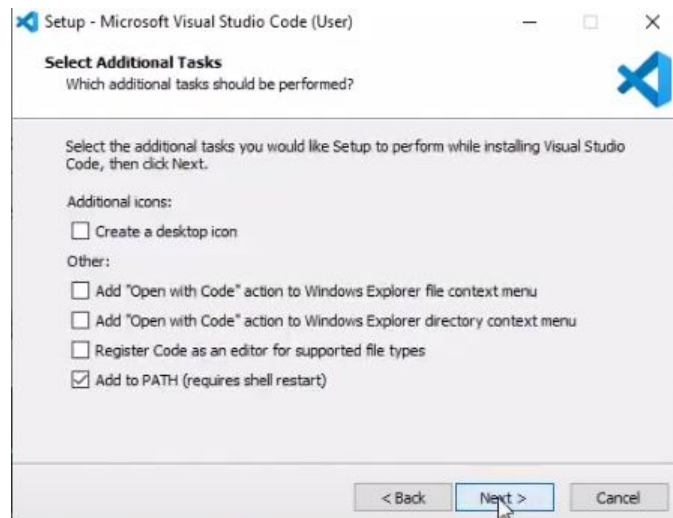 Setup - Microsoft Visual Studio Code (User)
Select Additional Tasks
Which additional tasks should be performed?
Select the additional tasks you would like Setup to perform while installing Visual Studio
Code, then click Next.
Additional icons:
Create a desktop icon
Other:
Add "Open with Code" action to Windows Explorer file context menu
Add "Open with Code" action to Windows Explorer directory context menu
Register Code as an editor for supported file types
Add to PATH (requires shell restart)
< Back Next > Cancel